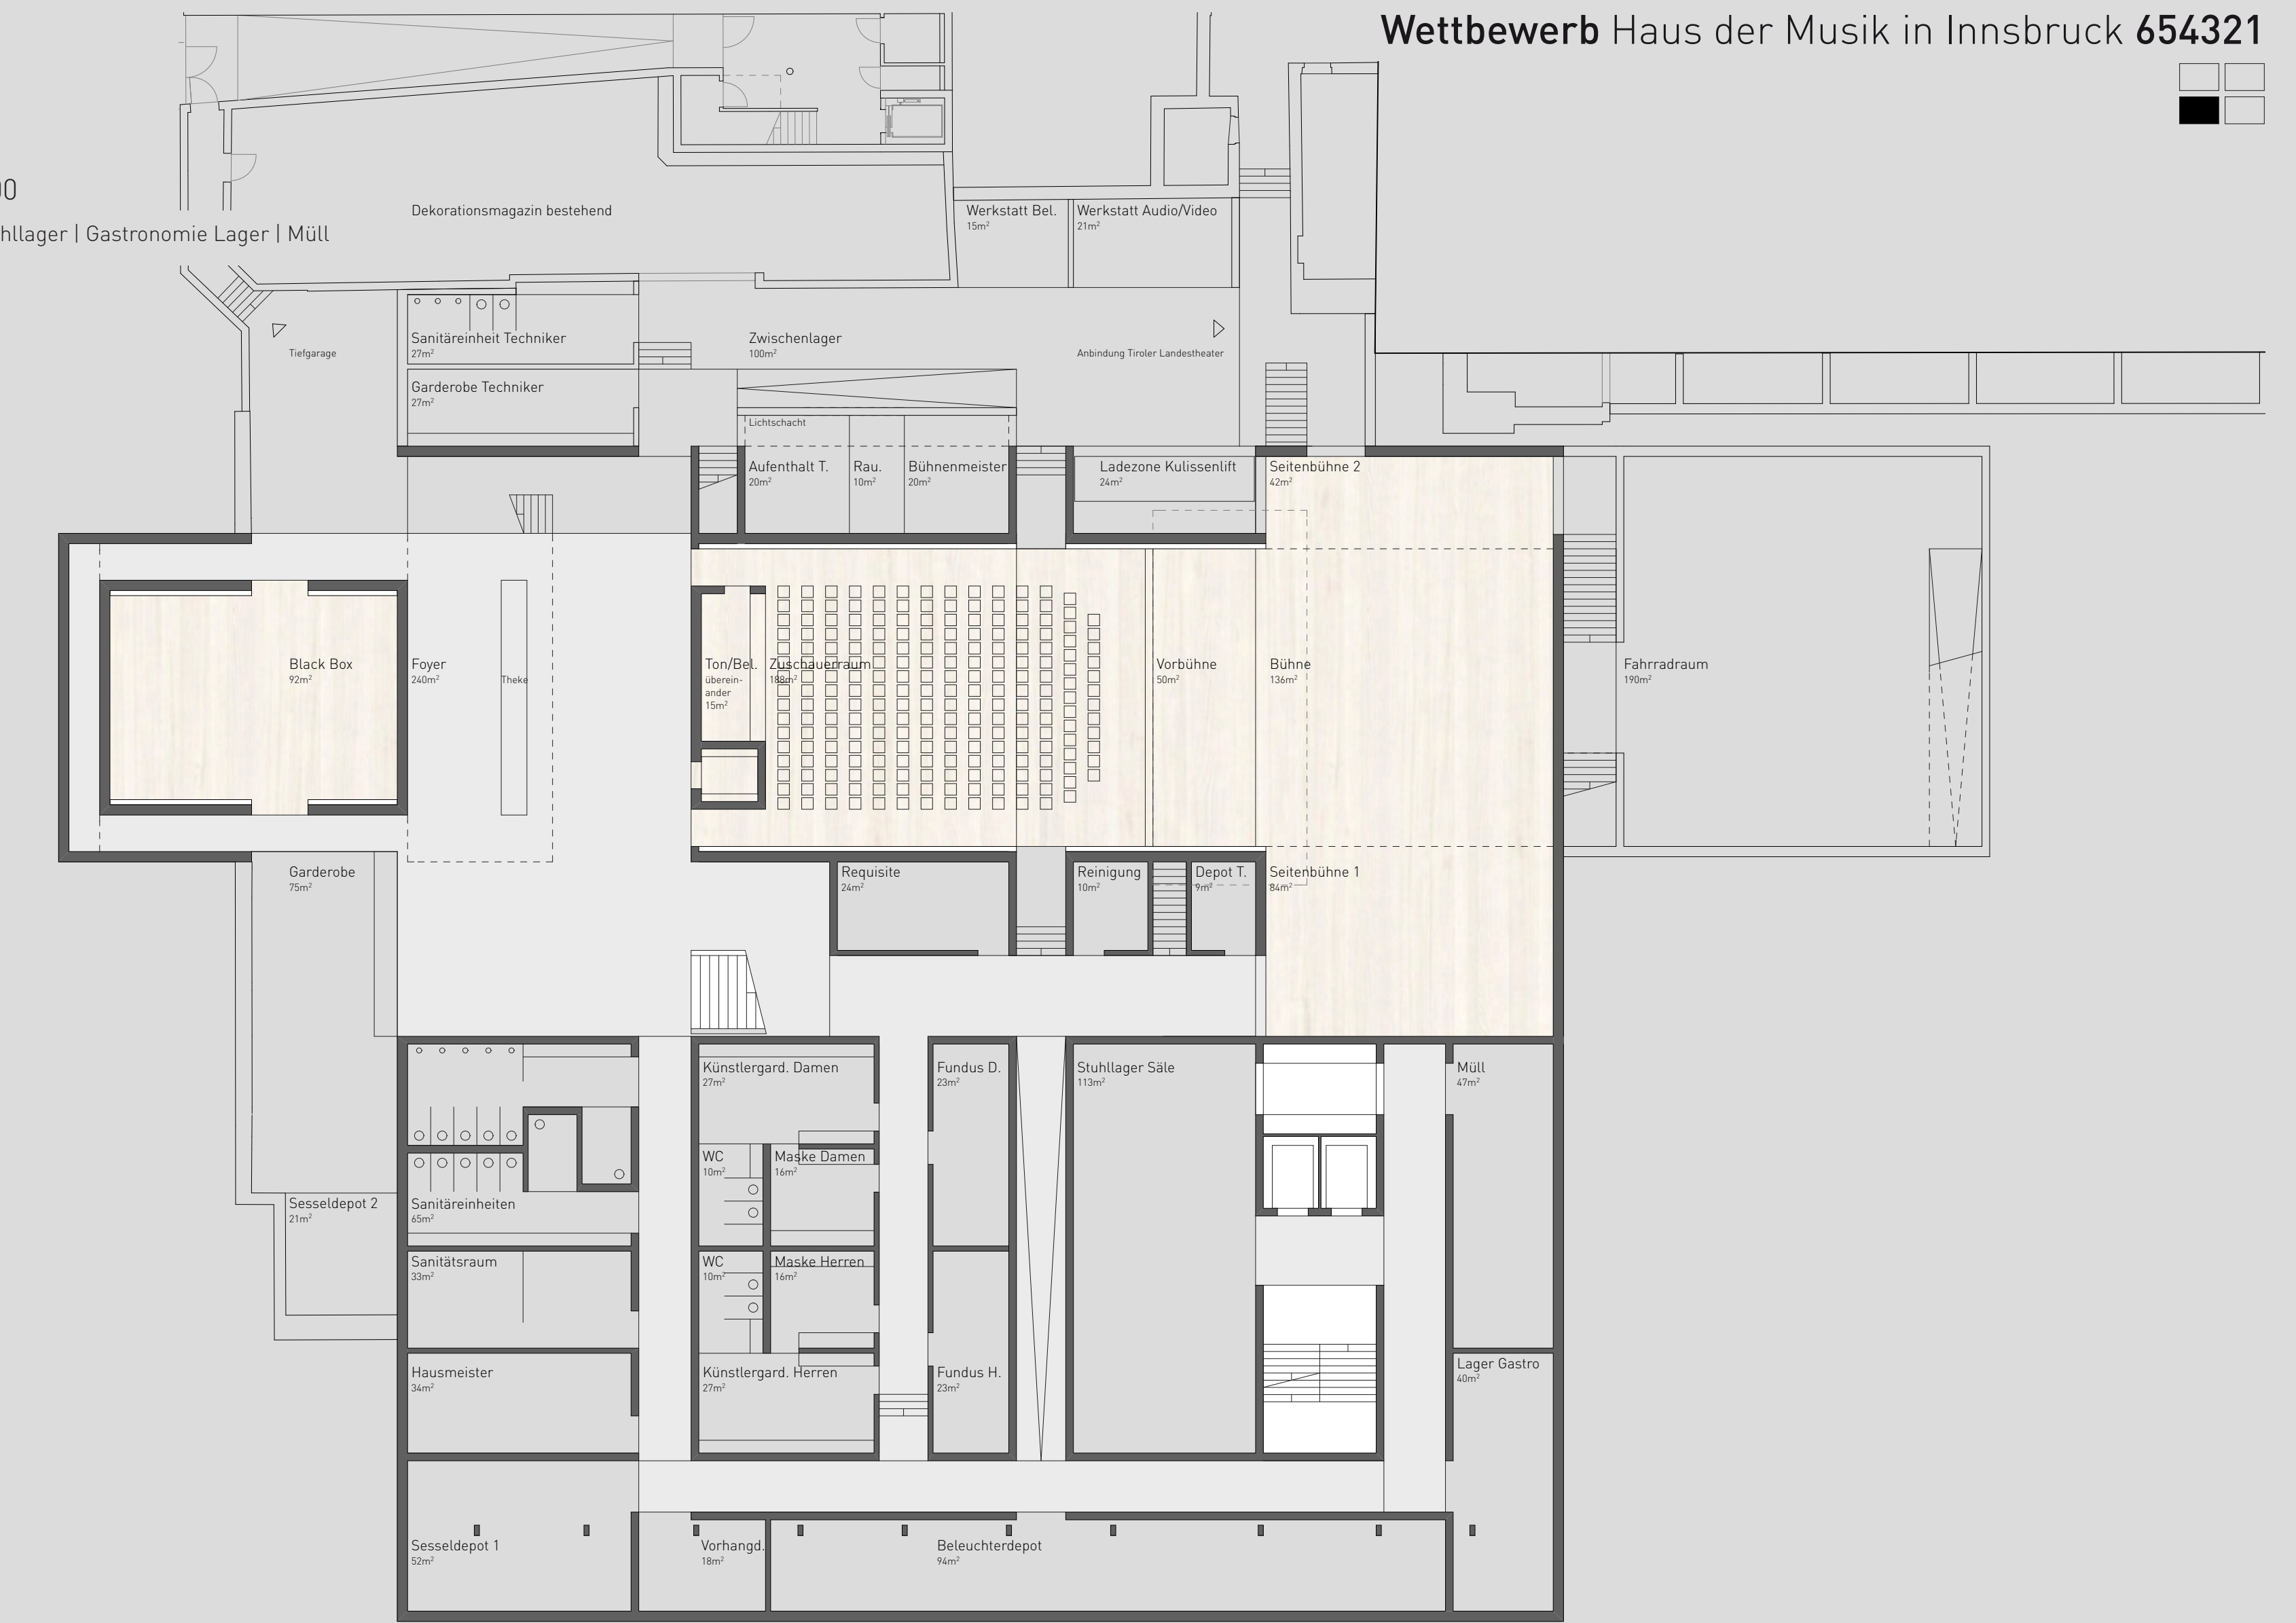 Wettbewerb Haus der Musik in Innsbruck 654321
00
hllager | Gastronomie Lager | Müll
Dekorationsmagazin bestehend
Werkstatt Bel.
15m²
Werkstatt Audio/Video
21m²
Tiefgarage
Sanitäreinheit Techniker
27m²
Zwischenlager
100m²
Anbindung Tiroler Landestheater
Garderobe Techniker
27m²
Lichtschacht
Aufenthalt T.
20m²
Rau.
10m²
Bühnenmeister
20m²
Ladezone Kulissenlift
24m²
Seitenbühne 2
42m²
Black Box
92m²
Foyer
240m²
Theke
Ton/Bel.
überein-
ander
15m²
Zuschauerraum
188m²
Vorbühne
50m²
Bühne
136m²
Fahrradraum
190m²
Garderobe
75m²
Requisite
24m²
Reinigung
10m²
Depot T.
9m²
Seitenbühne 1
84m²
Künstlergard. Damen
27m²
Fundus D.
23m²
Stuhllager Säle
113m²
Müll
47m²
WC
10m²
Maske Damen
16m²
Sesseldepot 2
21m²
Sanitäreinheiten
65m²
Sanitätsraum
33m²
WC
10m²
Maske Herren
16m²
Hausmeister
34m²
Künstlergard. Herren
27m²
Fundus H.
23m²
Lager Gastro
40m²
Sesseldepot 1
52m²
Vorhangd.
18m²
Beleuchterdepot
94m²